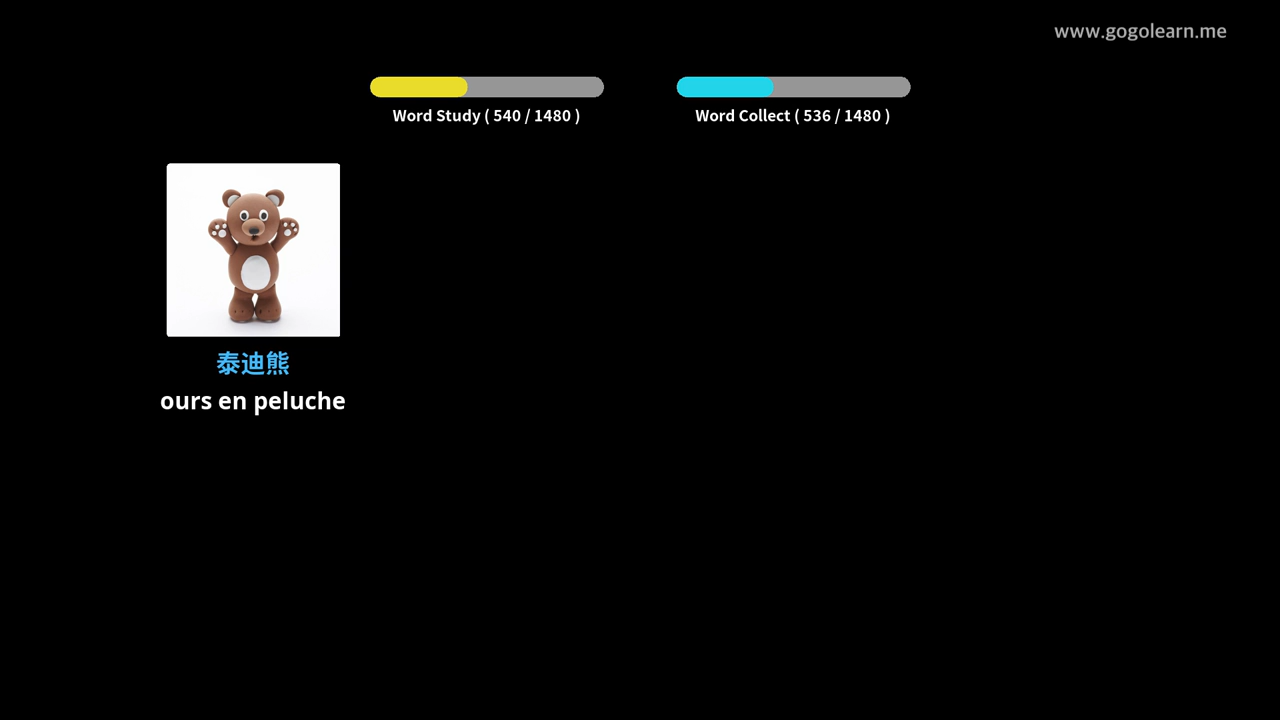 www.gogolearn.me
Word Study ( 540 / 1480 )
Word Collect ( 536 / 1480 )
泰迪熊
ours en peluche